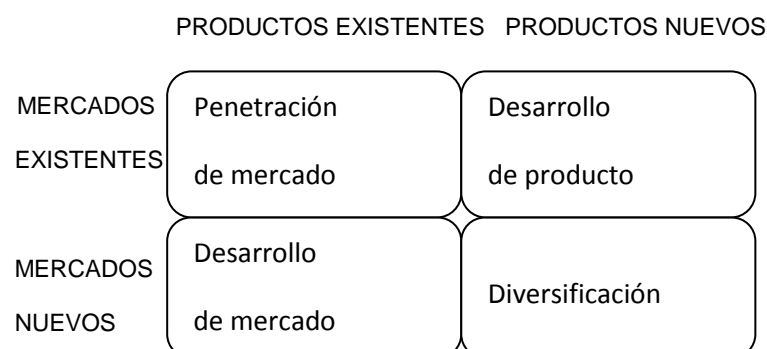 PRODUCTOS EXISTENTES PRODUCTOS NUEVOS
MERCADOS
EXISTENTES
Penetración
de mercado
Desarrollo
de producto
MERCADOS
NUEVOS
Desarrollo
de mercado
Diversificación